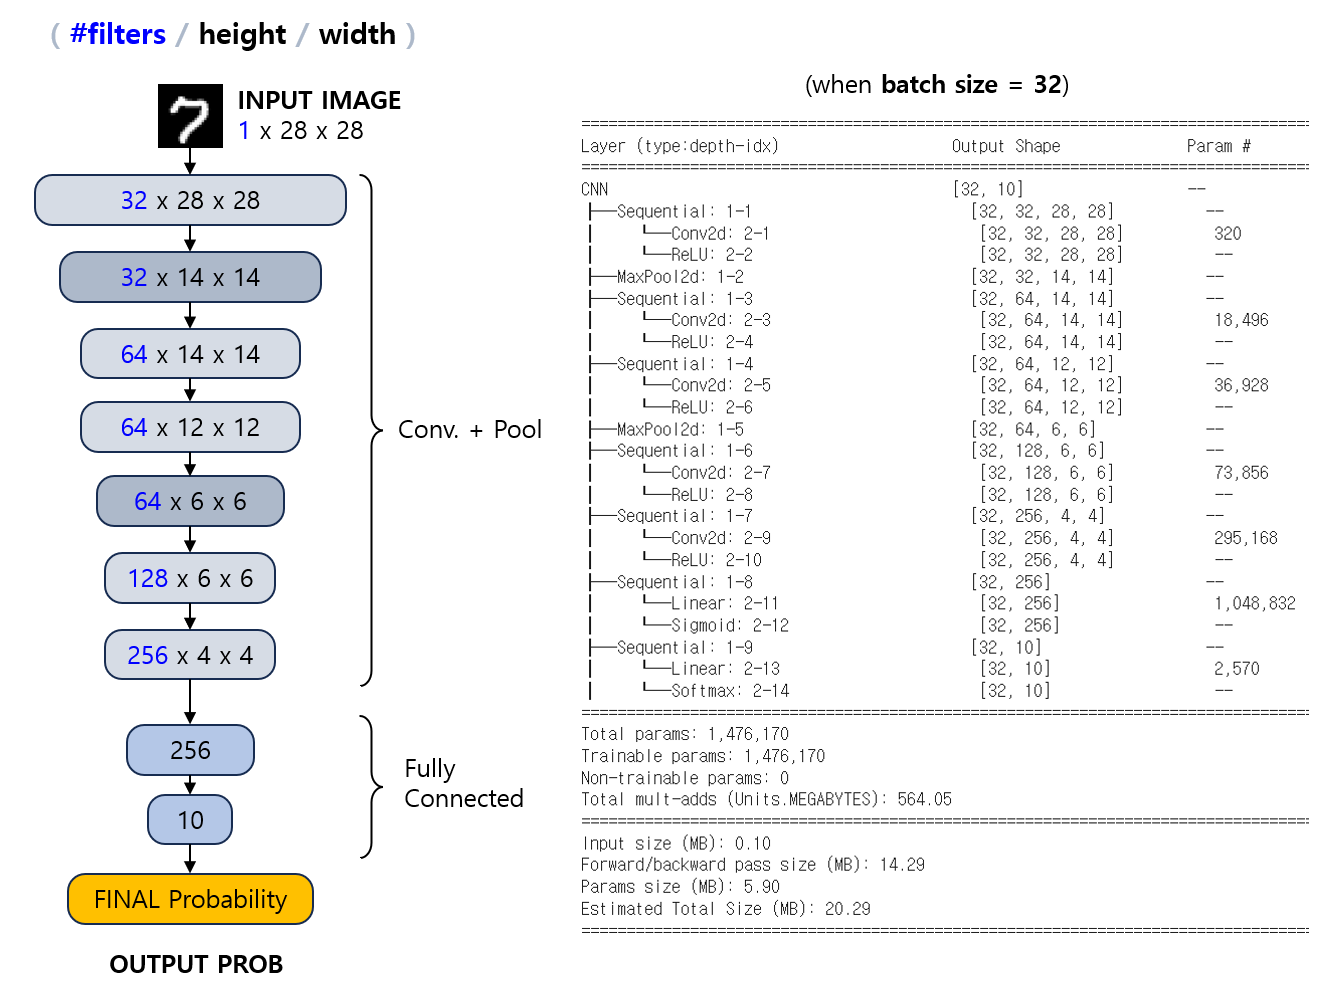 ( #filters / height / width )
INPUT IMAGE
1 x 28 x 28
32 x 28 x 28
32 x 14 x 14
64 x 14 x 14
64 x 12 x 12
64 x 6 x 6
128 x 6 x 6
256 x 4 x 4
Conv. + Pool
256
10
Fully
Connected
FINAL Probability
OUTPUT PROB
(when batch size = 32)
==========================================================================================
Layer (type:depth-idx) Output Shape Param #
==========================================================================================
CNN [32, 10] --
├──Sequential: 1-1 [32, 32, 28, 28] --
│ └──Conv2d: 2-1 [32, 32, 28, 28] 320
│ └──ReLU: 2-2 [32, 32, 28, 28] --
├──MaxPool2d: 1-2 [32, 32, 14, 14] --
├──Sequential: 1-3 [32, 64, 14, 14] --
│ └──Conv2d: 2-3 [32, 64, 14, 14] 18,496
│ └──ReLU: 2-4 [32, 64, 14, 14] --
├──Sequential: 1-4 [32, 64, 12, 12] --
│ └──Conv2d: 2-5 [32, 64, 12, 12] 36,928
│ └──ReLU: 2-6 [32, 64, 12, 12] --
├──MaxPool2d: 1-5 [32, 64, 6, 6] --
├──Sequential: 1-6 [32, 128, 6, 6] --
│ └──Conv2d: 2-7 [32, 128, 6, 6] 73,856
│ └──ReLU: 2-8 [32, 128, 6, 6] --
├──Sequential: 1-7 [32, 256, 4, 4] --
│ └──Conv2d: 2-9 [32, 256, 4, 4] 295,168
│ └──ReLU: 2-10 [32, 256, 4, 4] --
├──Sequential: 1-8 [32, 256] --
│ └──Linear: 2-11 [32, 256] 1,048,832
│ └──Sigmoid: 2-12 [32, 256] --
├──Sequential: 1-9 [32, 10] --
│ └──Linear: 2-13 [32, 10] 2,570
│ └──Softmax: 2-14 [32, 10] --
==========================================================================================
Total params: 1,476,170
Trainable params: 1,476,170
Non-trainable params: 0
Total mult-adds (Units.MEGABYTES): 564.05
==========================================================================================
Input size (MB): 0.10
Forward/backward pass size (MB): 14.29
Params size (MB): 5.90
Estimated Total Size (MB): 20.29
==========================================================================================